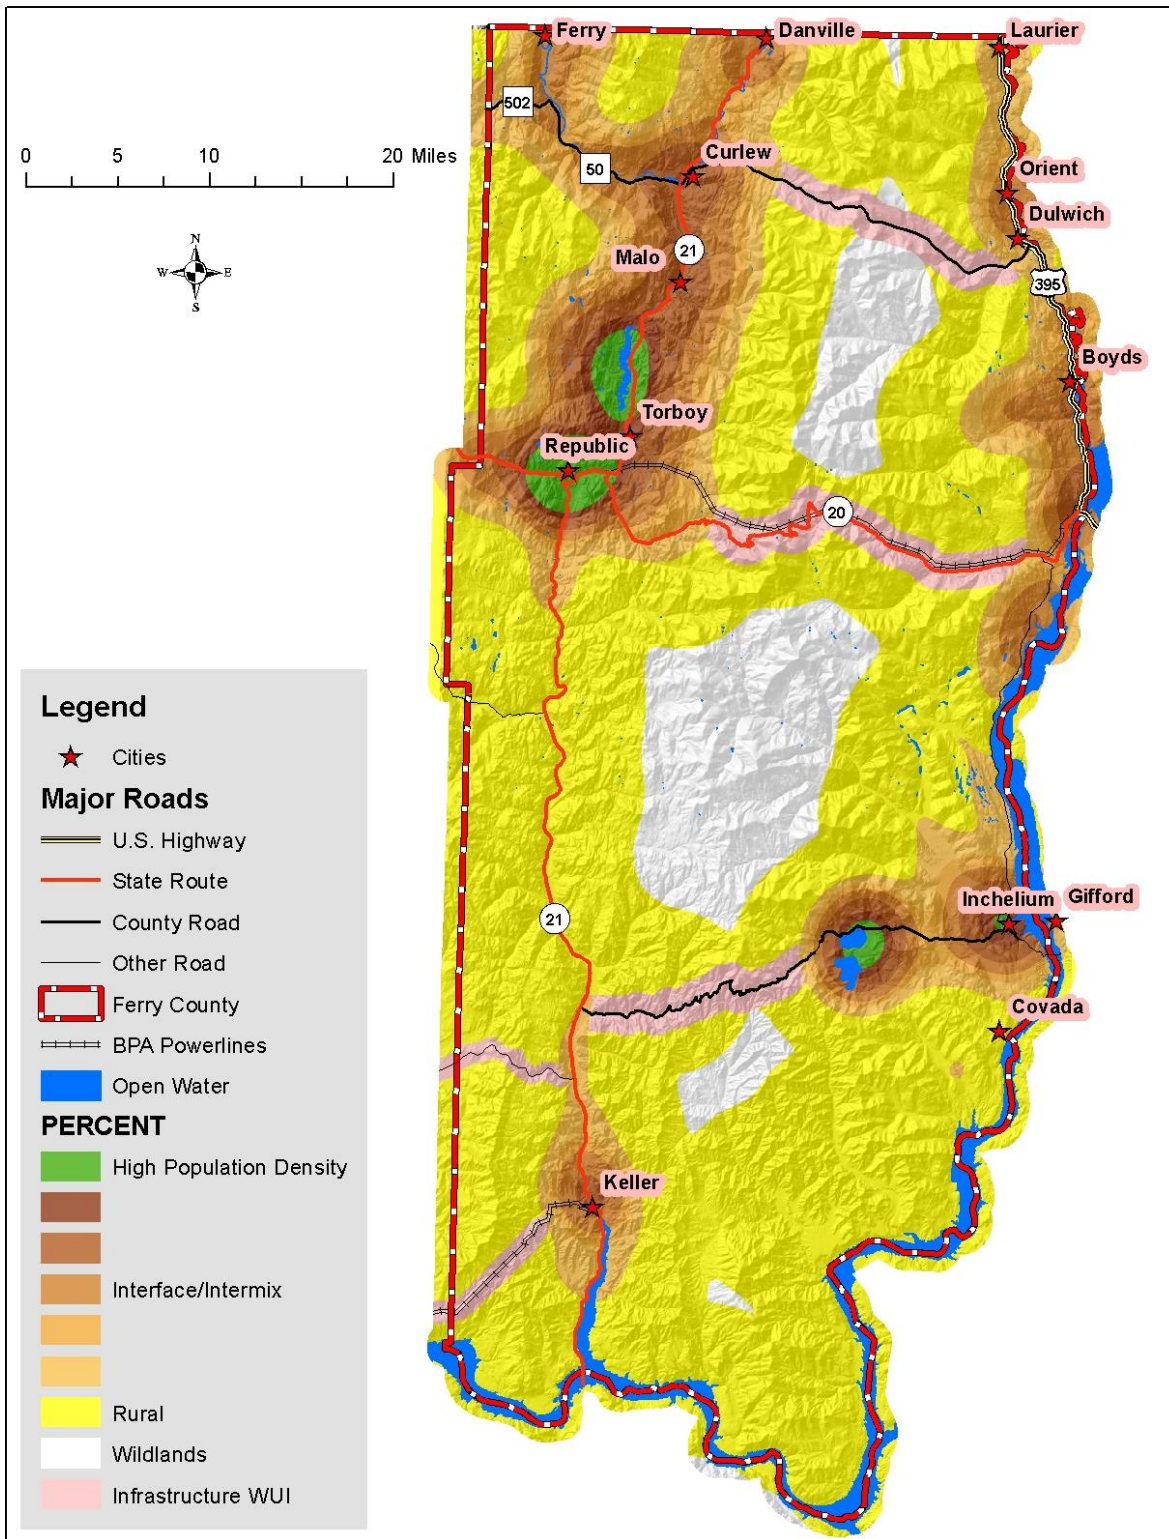 Ferry
Danville
Laurier
502
0 5 10 20 Miles
50
Curlew
Orient
Dulwich
N
W E
S
Malo
21
395
Boyds
Torboy
Republic
20
Legend
Cities
Major Roads
U.S. Highway
State Route
County Road
Other Road
Ferry County
BPA Powerlines
Open Water
PERCENT
High Population Density
Interface/Intermix
Rural
Wildlands
Infrastructure WUI
21
Inchelium
Gifford
Covada
Keller